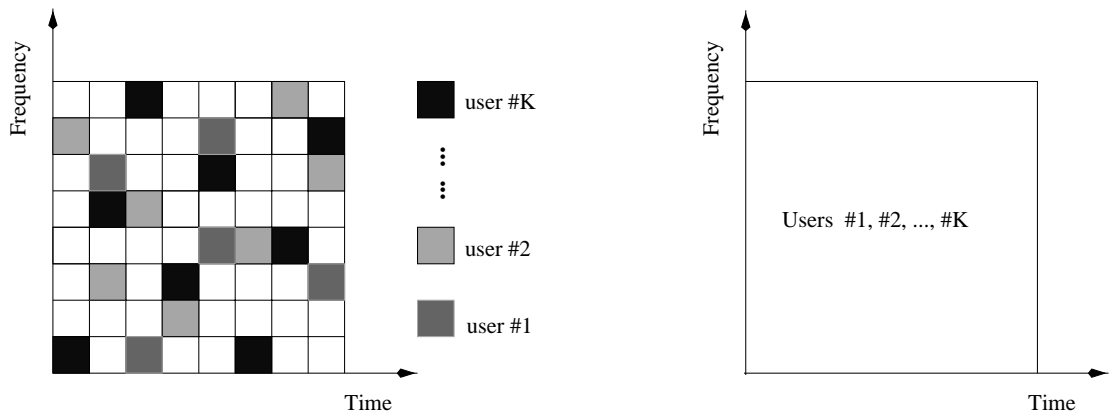 Frequency
user #K
user #2
user #1
Time
Frequency
Users #1, #2, ..., #K
Time